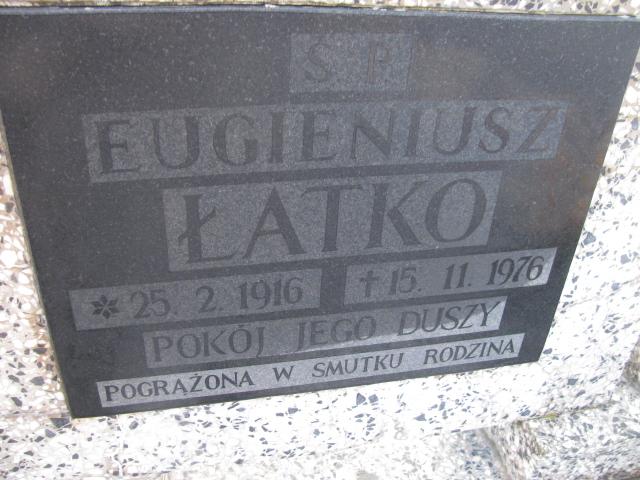 S P
EUGIENIUSZ
ŁATKO
* 25. 2. 1916 † 15. 11. 1976
POKÓJ JEGO DUSZY
POGRĄŻONA W SMUTKU RODZINA